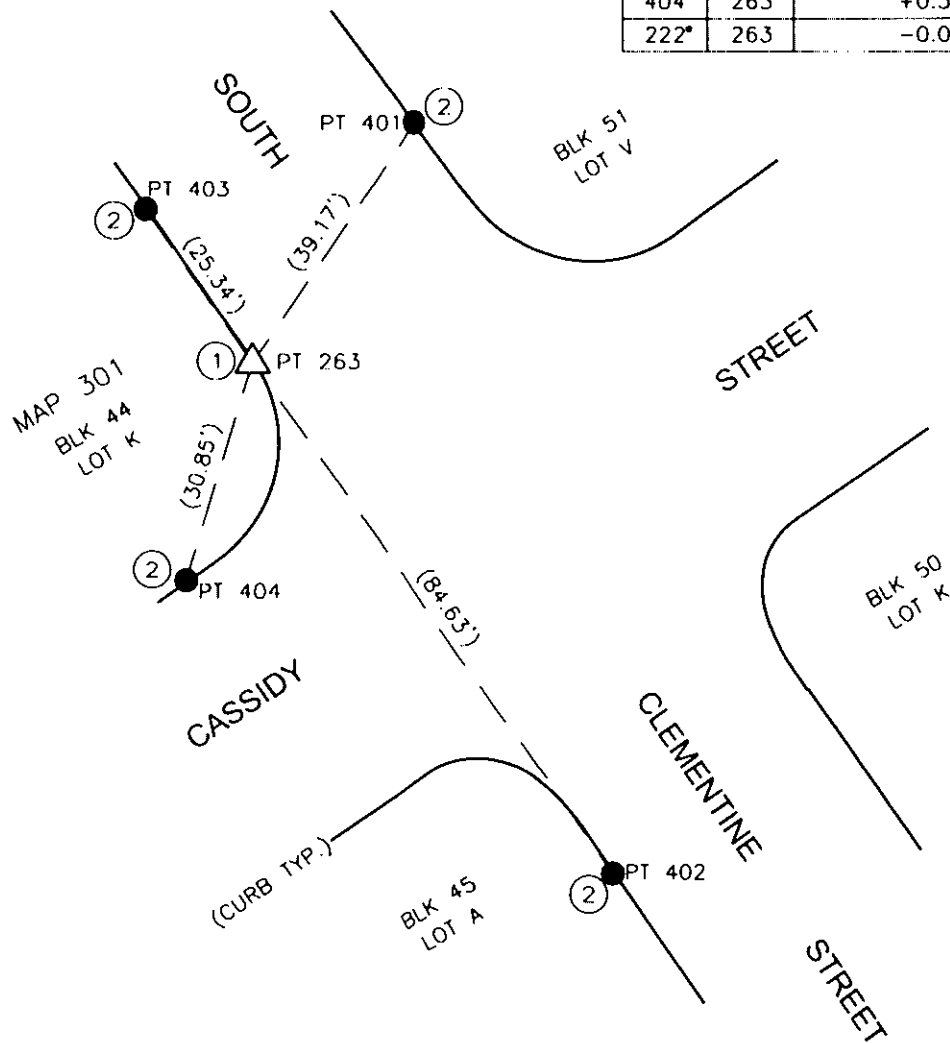 404 263 +0.3
222• 263 -0.0
SOUTH
PT 401
2
BLK 51
LOT V
PT 403
2
(25.34')
(39.17')
1
PT 263
STREET
MAP 301
BLK 44
LOT K
(30.85')
2
PT 404
(84.63')
BLK 50
LOT K
CASSIDY
CLEMENTINE
(CURB TYP.)
PT 402
2
BLK 45
LOT A
STREET